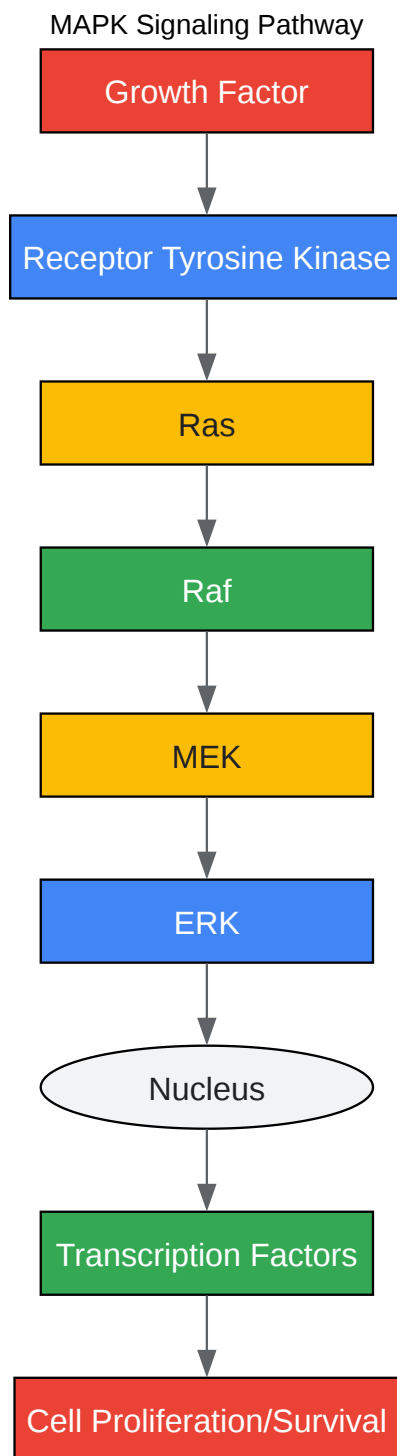 MAPK Signaling Pathway
Growth Factor
Receptor Tyrosine Kinase
Ras
Raf
MEK
ERK
Nucleus
Transcription Factors
Cell Proliferation/Survival